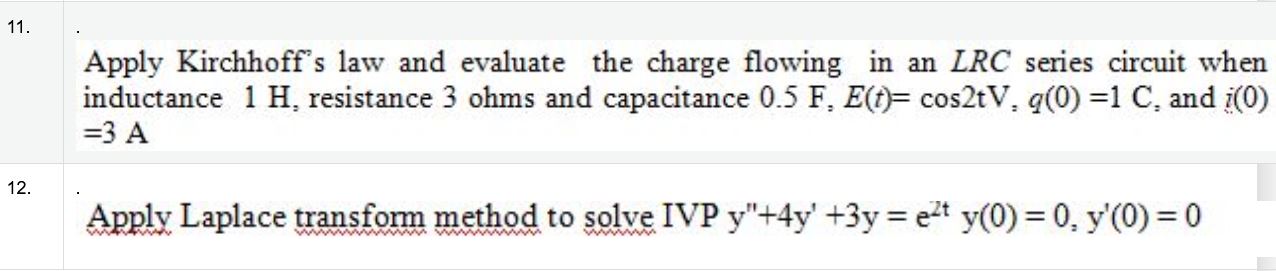 11.
.
Apply Kirchhoff's law and evaluate the charge flowing in an LRC series circuit when
inductance 1 H, resistance 3 ohms and capacitance 0.5 F, E(t)= cos2tV, q(0) =1 C, and i(0)
=3 A
12.
.
Apply Laplace transform method to solve IVP y"+4y' +3y = e²ᵗ y(0) = 0, y'(0) = 0